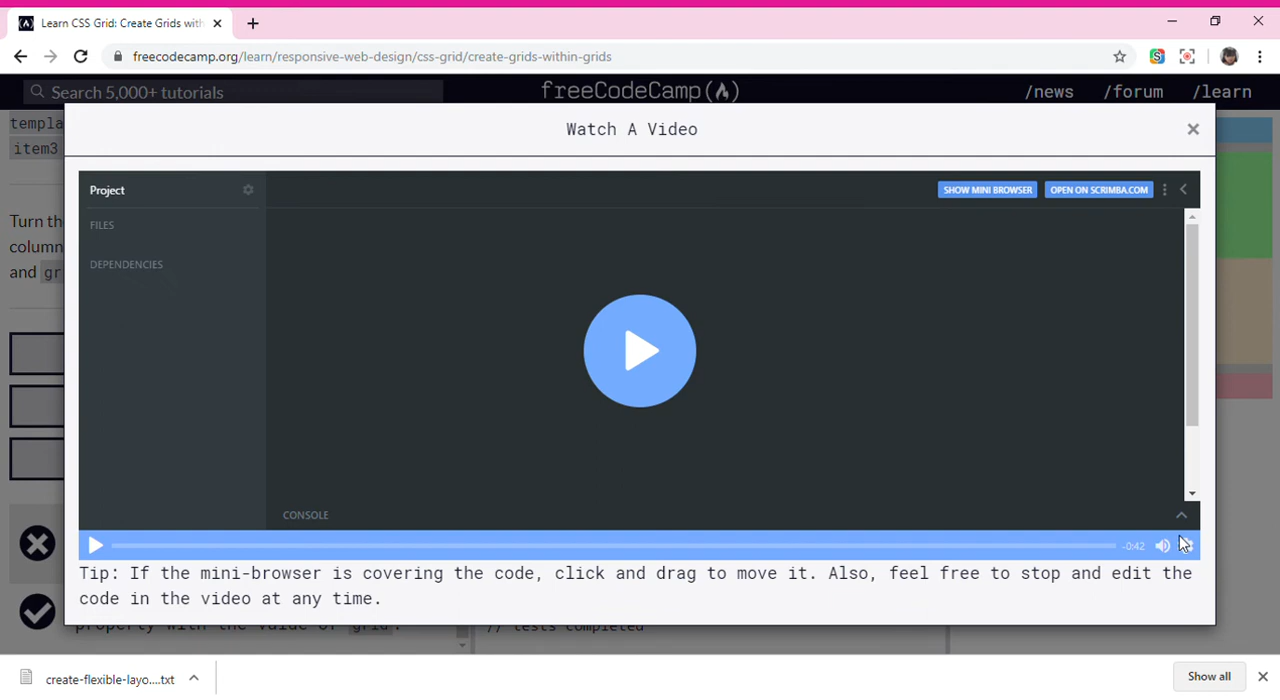 Learn CSS Grid: Create Grids with
freecodecamp.org/learn/responsive-web-design/css-grid/create-grids-within-grids
Search 5,000+ tutorials
freeCodeCamp(🔥)
/news /forum /learn
templa
item3
Watch A Video
Project
SHOW MINI BROWSER
OPEN ON SCRIMBA.COM
FILES
DEPENDENCIES
Turn th
column
and gr
CONSOLE
-0:42
Tip: If the mini-browser is covering the code, click and drag to move it. Also, feel free to stop and edit the
code in the video at any time.
property with the value of grid.
// tests completed
create-flexible-layo....txt
Show all